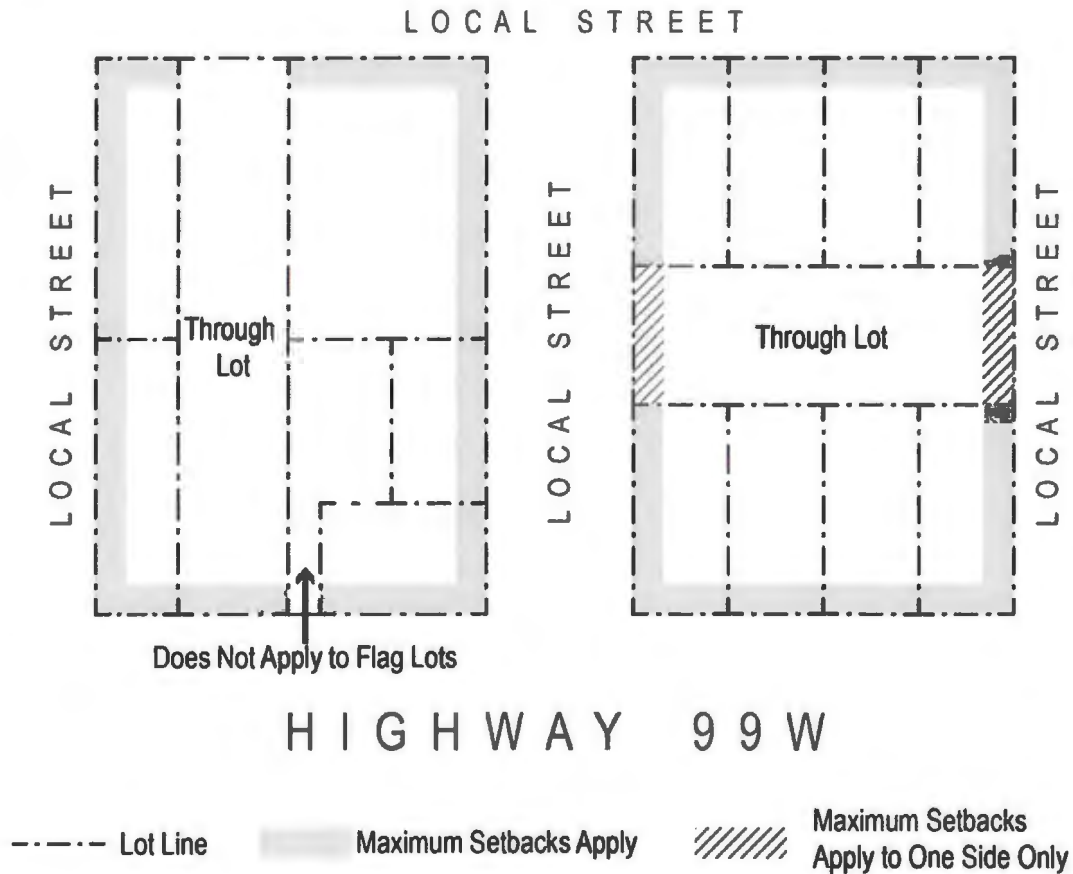 LOCAL STREET
LOCAL STREET
Through
Lot
LOCAL STREET
Through Lot
LOCAL STREET
Does Not Apply to Flag Lots
HIGHWAY 99W
Lot Line
Maximum Setbacks Apply
Maximum Setbacks
Apply to One Side Only